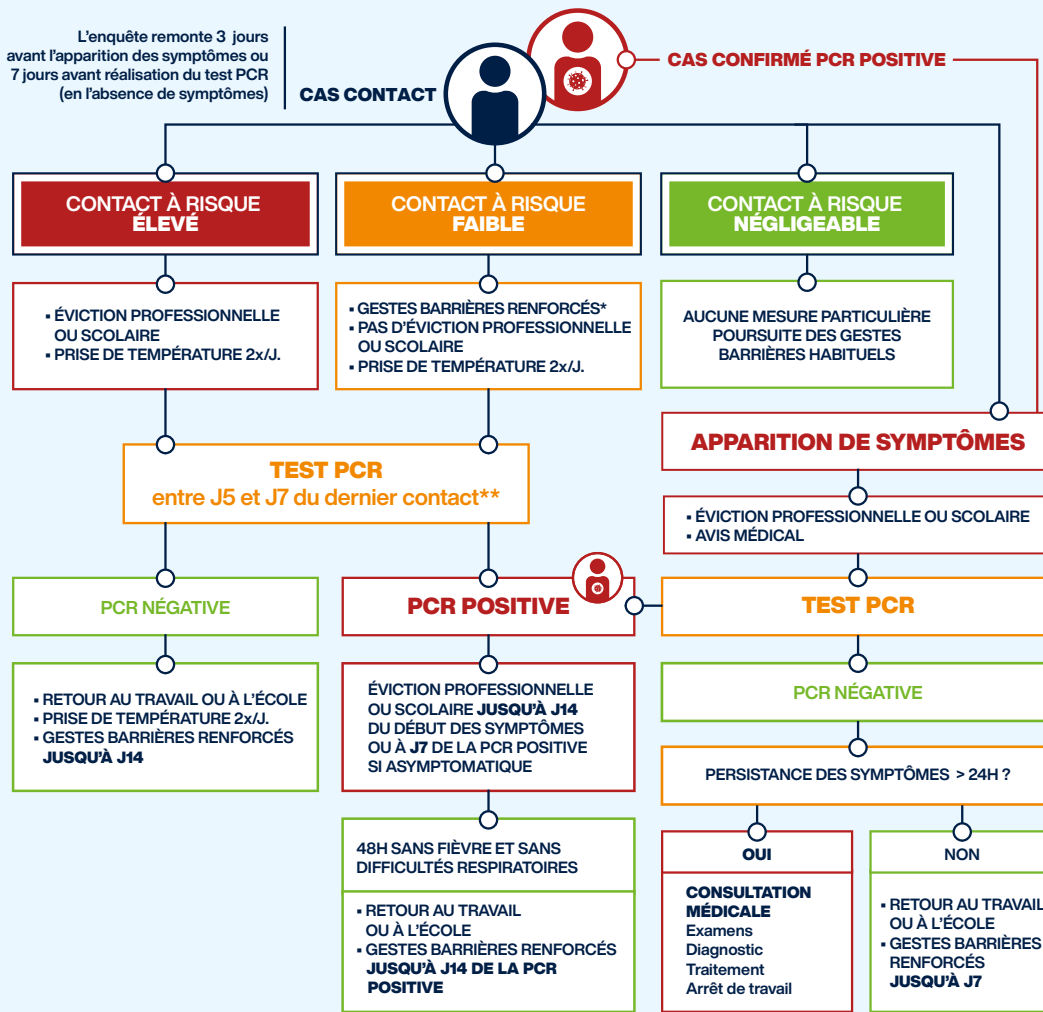 L'enquête remonte 3 jours
avant l'apparition des symptômes ou
7 jours avant réalisation du test PCR
(en l'absence de symptômes)
CAS CONTACT
CAS CONFIRMÉ PCR POSITIVE
CONTACT À RISQUE
ÉLEVÉ
CONTACT À RISQUE
FAIBLE
CONTACT À RISQUE
NÉGLIGEABLE
▪ ÉVICTION PROFESSIONNELLE
OU SCOLAIRE
▪ PRISE DE TEMPÉRATURE 2x/J.
▪ GESTES BARRIÈRES RENFORCÉS*
▪ PAS D'ÉVICTION PROFESSIONNELLE
OU SCOLAIRE
▪ PRISE DE TEMPÉRATURE 2x/J.
AUCUNE MESURE PARTICULIÈRE
POURSUITE DES GESTES
BARRIÈRES HABITUELS
TEST PCR
entre J5 et J7 du dernier contact**
APPARITION DE SYMPTÔMES
▪ ÉVICTION PROFESSIONNELLE OU SCOLAIRE
▪ AVIS MÉDICAL
PCR NÉGATIVE
PCR POSITIVE
TEST PCR
▪ RETOUR AU TRAVAIL OU À L'ÉCOLE
▪ PRISE DE TEMPÉRATURE 2x/J.
▪ GESTES BARRIÈRES RENFORCÉS
JUSQU'À J14
ÉVICTION PROFESSIONNELLE
OU SCOLAIRE JUSQU'À J14
DU DÉBUT DES SYMPTÔMES
OU À J7 DE LA PCR POSITIVE
SI ASYMPTOMATIQUE
PCR NÉGATIVE
PERSISTANCE DES SYMPTÔMES > 24H ?
48H SANS FIÈVRE ET SANS
DIFFICULTÉS RESPIRATOIRES
▪ RETOUR AU TRAVAIL
OU À L'ÉCOLE
▪ GESTES BARRIÈRES RENFORCÉS
JUSQU'À J14 DE LA PCR
POSITIVE
OUI
CONSULTATION
MÉDICALE
Examens
Diagnostic
Traitement
Arrêt de travail
NON
▪ RETOUR AU TRAVAIL
OU À L'ÉCOLE
▪ GESTES BARRIÈRES
RENFORCÉS
JUSQU'À J7